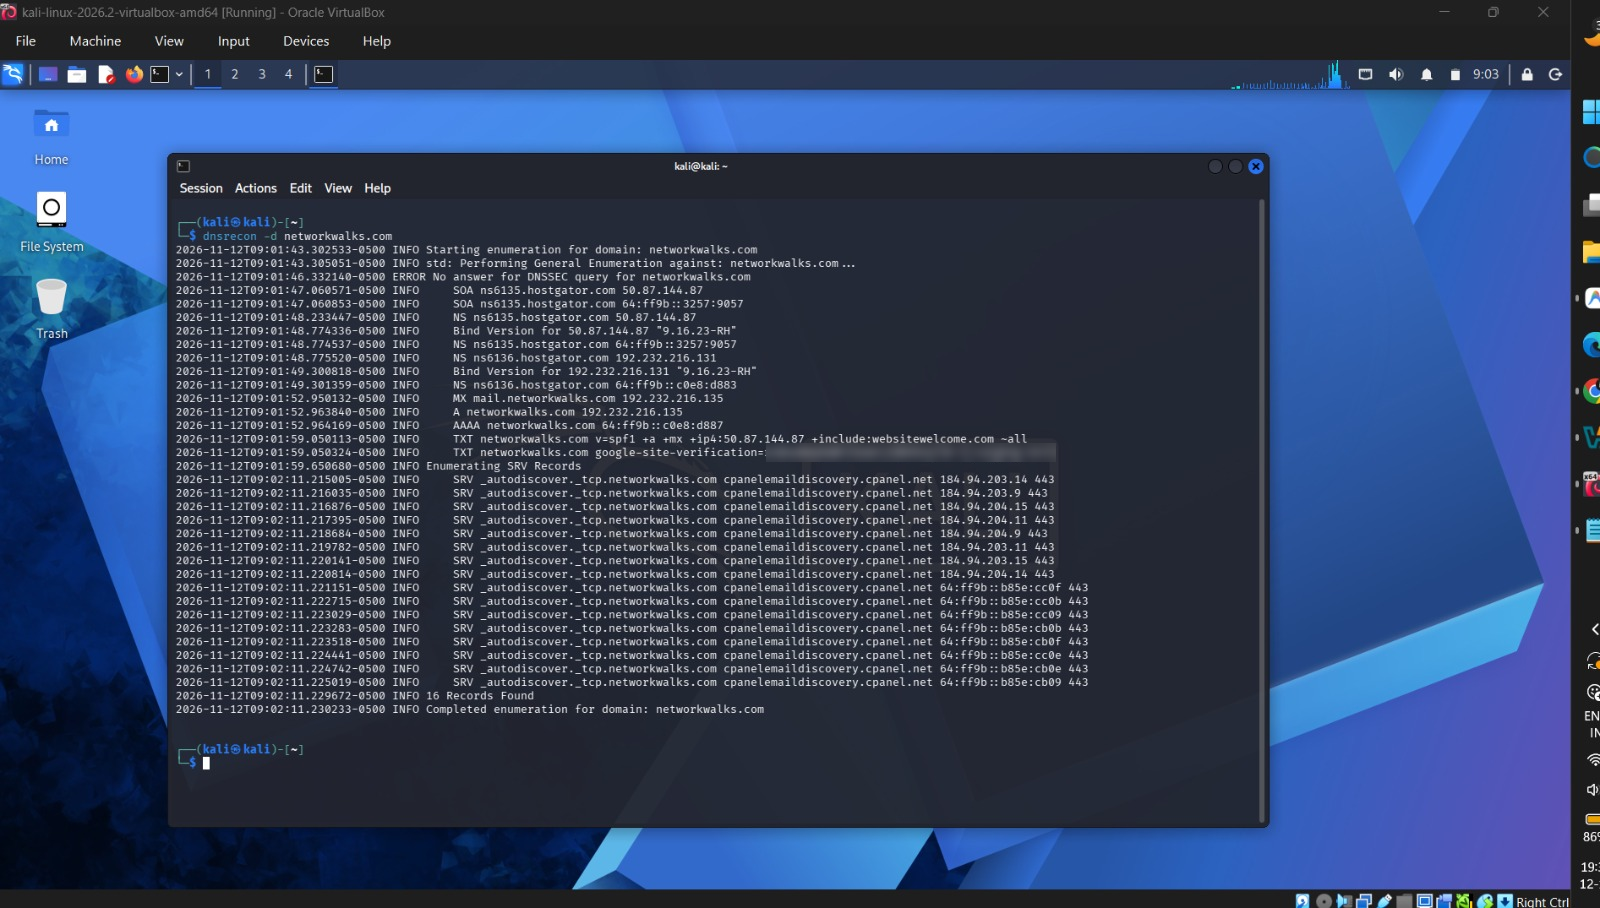 kali-linux-2026.2-virtualbox-amd64 [Running] - Oracle VirtualBox
File Machine View Input Devices Help
1 2 3 4 9:03
Home
File System
Trash
kali@kali: ~
Session Actions Edit View Help
┌──(kali㉿kali)-[~]
└─$ dnsrecon -d networkwalks.com
2026-11-12T09:01:43.302533-0500 INFO Starting enumeration for domain: networkwalks.com
2026-11-12T09:01:43.305051-0500 INFO std: Performing General Enumeration against: networkwalks.com...
2026-11-12T09:01:46.332140-0500 ERROR No answer for DNSSEC query for networkwalks.com
2026-11-12T09:01:47.060571-0500 INFO SOA ns6135.hostgator.com 50.87.144.87
2026-11-12T09:01:47.060853-0500 INFO SOA ns6135.hostgator.com 64:ff9b::3257:9057
2026-11-12T09:01:48.233447-0500 INFO NS ns6135.hostgator.com 50.87.144.87
2026-11-12T09:01:48.774336-0500 INFO Bind Version for 50.87.144.87 "9.16.23-RH"
2026-11-12T09:01:48.774537-0500 INFO NS ns6135.hostgator.com 64:ff9b::3257:9057
2026-11-12T09:01:48.775520-0500 INFO NS ns6136.hostgator.com 192.232.216.131
2026-11-12T09:01:49.300818-0500 INFO Bind Version for 192.232.216.131 "9.16.23-RH"
2026-11-12T09:01:49.301359-0500 INFO NS ns6136.hostgator.com 64:ff9b::c0e8:d883
2026-11-12T09:01:52.950132-0500 INFO MX mail.networkwalks.com 192.232.216.135
2026-11-12T09:01:52.963840-0500 INFO A networkwalks.com 192.232.216.135
2026-11-12T09:01:52.964169-0500 INFO AAAA networkwalks.com 64:ff9b::c0e8:d887
2026-11-12T09:01:59.050113-0500 INFO TXT networkwalks.com v=spf1 +a +mx +ip4:50.87.144.87 +include:websitewelcome.com ~all
2026-11-12T09:01:59.050324-0500 INFO TXT networkwalks.com google-site-verification=
2026-11-12T09:01:59.650680-0500 INFO Enumerating SRV Records
2026-11-12T09:02:11.215005-0500 INFO SRV _autodiscover._tcp.networkwalks.com cpanelemaildiscovery.cpanel.net 184.94.203.14 443
2026-11-12T09:02:11.216035-0500 INFO SRV _autodiscover._tcp.networkwalks.com cpanelemaildiscovery.cpanel.net 184.94.203.9 443
2026-11-12T09:02:11.216876-0500 INFO SRV _autodiscover._tcp.networkwalks.com cpanelemaildiscovery.cpanel.net 184.94.204.15 443
2026-11-12T09:02:11.217395-0500 INFO SRV _autodiscover._tcp.networkwalks.com cpanelemaildiscovery.cpanel.net 184.94.204.11 443
2026-11-12T09:02:11.218684-0500 INFO SRV _autodiscover._tcp.networkwalks.com cpanelemaildiscovery.cpanel.net 184.94.204.9 443
2026-11-12T09:02:11.219782-0500 INFO SRV _autodiscover._tcp.networkwalks.com cpanelemaildiscovery.cpanel.net 184.94.203.11 443
2026-11-12T09:02:11.220141-0500 INFO SRV _autodiscover._tcp.networkwalks.com cpanelemaildiscovery.cpanel.net 184.94.203.15 443
2026-11-12T09:02:11.220814-0500 INFO SRV _autodiscover._tcp.networkwalks.com cpanelemaildiscovery.cpanel.net 184.94.204.14 443
2026-11-12T09:02:11.221151-0500 INFO SRV _autodiscover._tcp.networkwalks.com cpanelemaildiscovery.cpanel.net 64:ff9b::b85e:cc0f 443
2026-11-12T09:02:11.222715-0500 INFO SRV _autodiscover._tcp.networkwalks.com cpanelemaildiscovery.cpanel.net 64:ff9b::b85e:cc0b 443
2026-11-12T09:02:11.223029-0500 INFO SRV _autodiscover._tcp.networkwalks.com cpanelemaildiscovery.cpanel.net 64:ff9b::b85e:cc09 443
2026-11-12T09:02:11.223283-0500 INFO SRV _autodiscover._tcp.networkwalks.com cpanelemaildiscovery.cpanel.net 64:ff9b::b85e:cb0b 443
2026-11-12T09:02:11.223518-0500 INFO SRV _autodiscover._tcp.networkwalks.com cpanelemaildiscovery.cpanel.net 64:ff9b::b85e:cb0f 443
2026-11-12T09:02:11.224441-0500 INFO SRV _autodiscover._tcp.networkwalks.com cpanelemaildiscovery.cpanel.net 64:ff9b::b85e:cc0e 443
2026-11-12T09:02:11.224742-0500 INFO SRV _autodiscover._tcp.networkwalks.com cpanelemaildiscovery.cpanel.net 64:ff9b::b85e:cb0e 443
2026-11-12T09:02:11.225019-0500 INFO SRV _autodiscover._tcp.networkwalks.com cpanelemaildiscovery.cpanel.net 64:ff9b::b85e:cb09 443
2026-11-12T09:02:11.229672-0500 INFO 16 Records Found
2026-11-12T09:02:11.230233-0500 INFO Completed enumeration for domain: networkwalks.com
┌──(kali㉿kali)-[~]
└─$
EN
IN
86%
19:3
12-
Right Ctrl